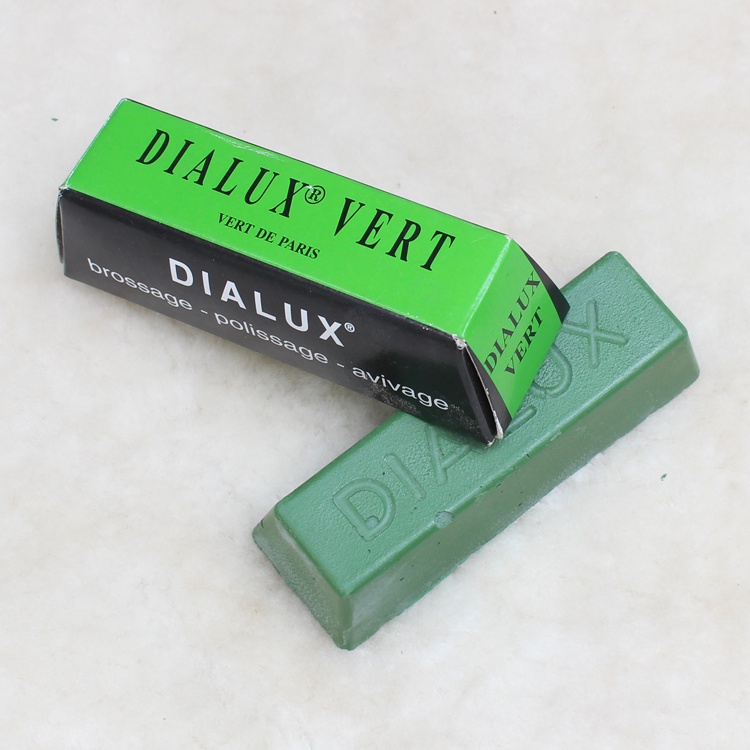 DIALUX® VERT
VERT DE PARIS
DIALUX®
brossage - polissage - avivage
DIALUX
VERT
DIALUX